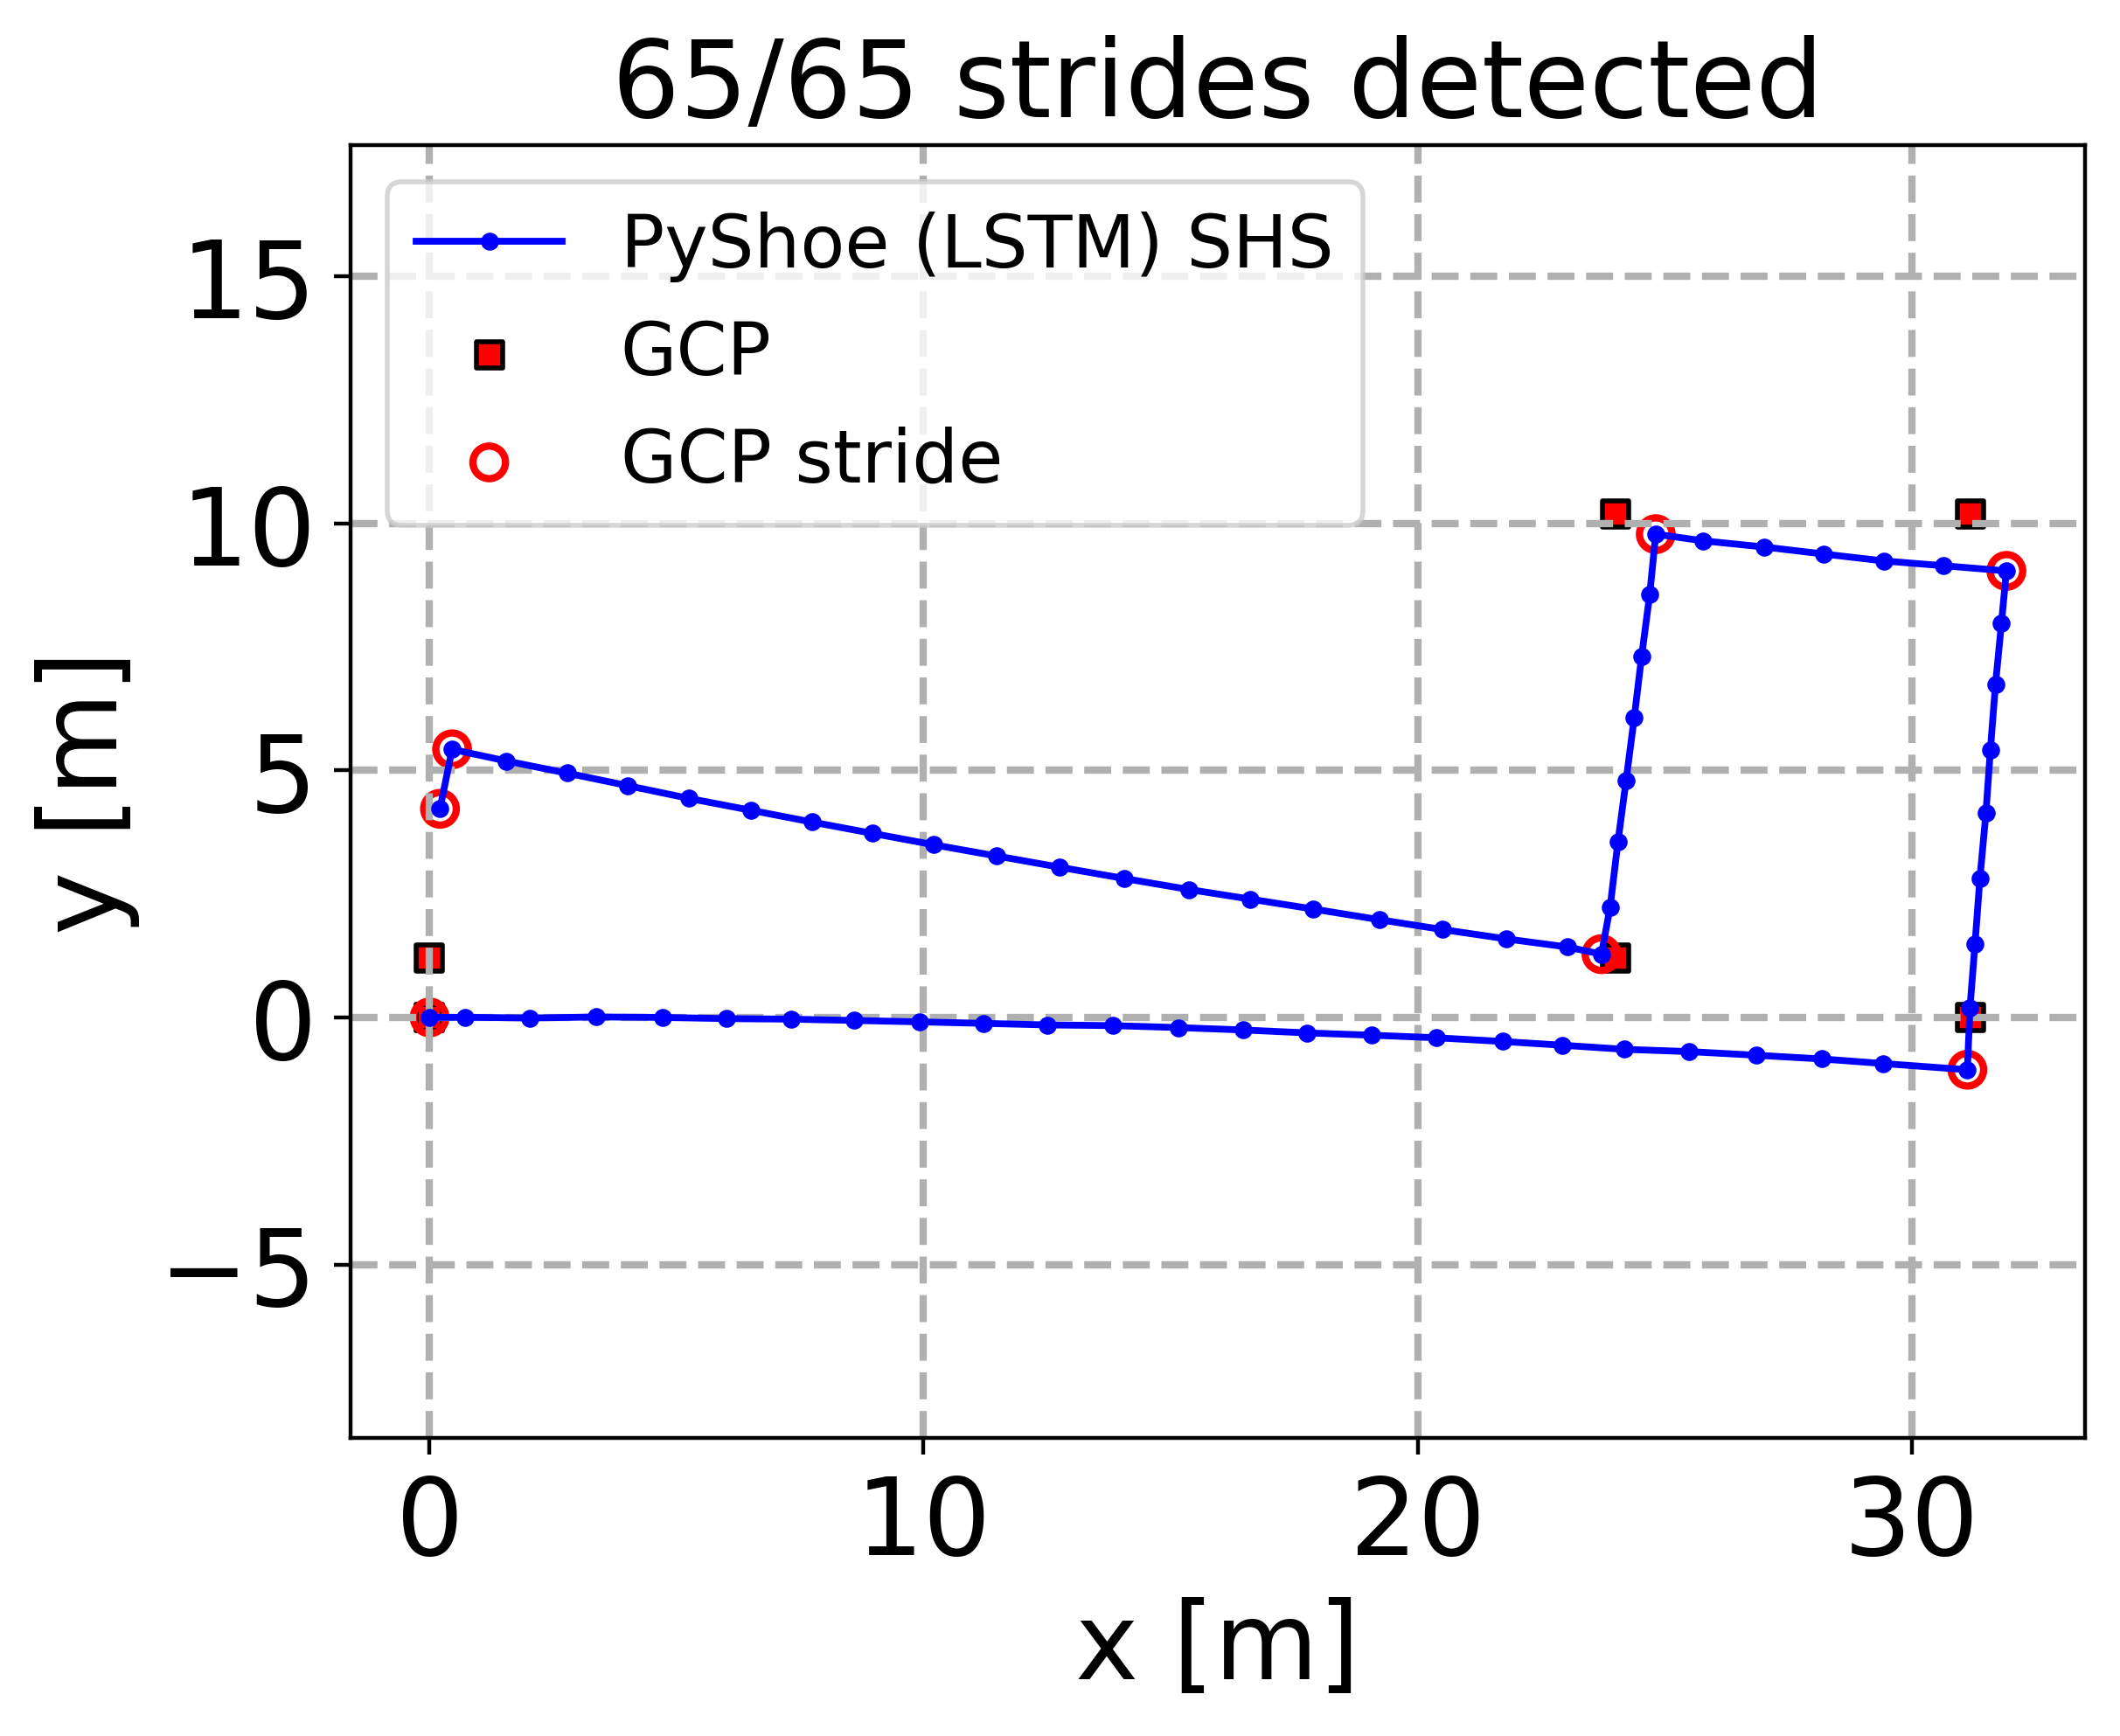 65/65 strides detected
PyShoe (LSTM) SHS
GCP
GCP stride
15
10
5
0
−5
y [m]
0 10 20 30
x [m]